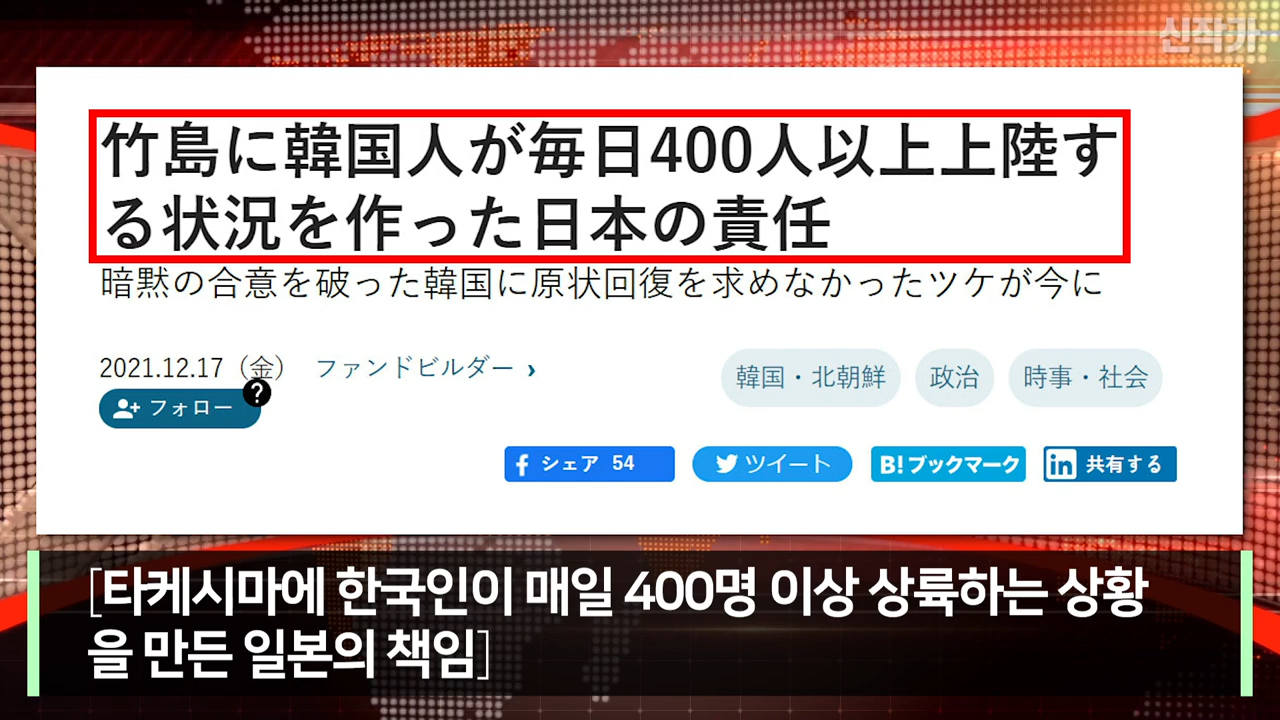 신작가
竹島に韓国人が毎日400人以上上陸す
る状況を作った日本の責任
暗黙の合意を破った韓国に原状回復を求めなかったツケが今に
2021.12.17（金） ファンドビルダー ›
?
フォロー
韓国・北朝鮮 政治 時事・社会
f シェア 54 ツイート B! ブックマーク in 共有する
[타케시마에 한국인이 매일 400명 이상 상륙하는 상황
을 만든 일본의 책임]